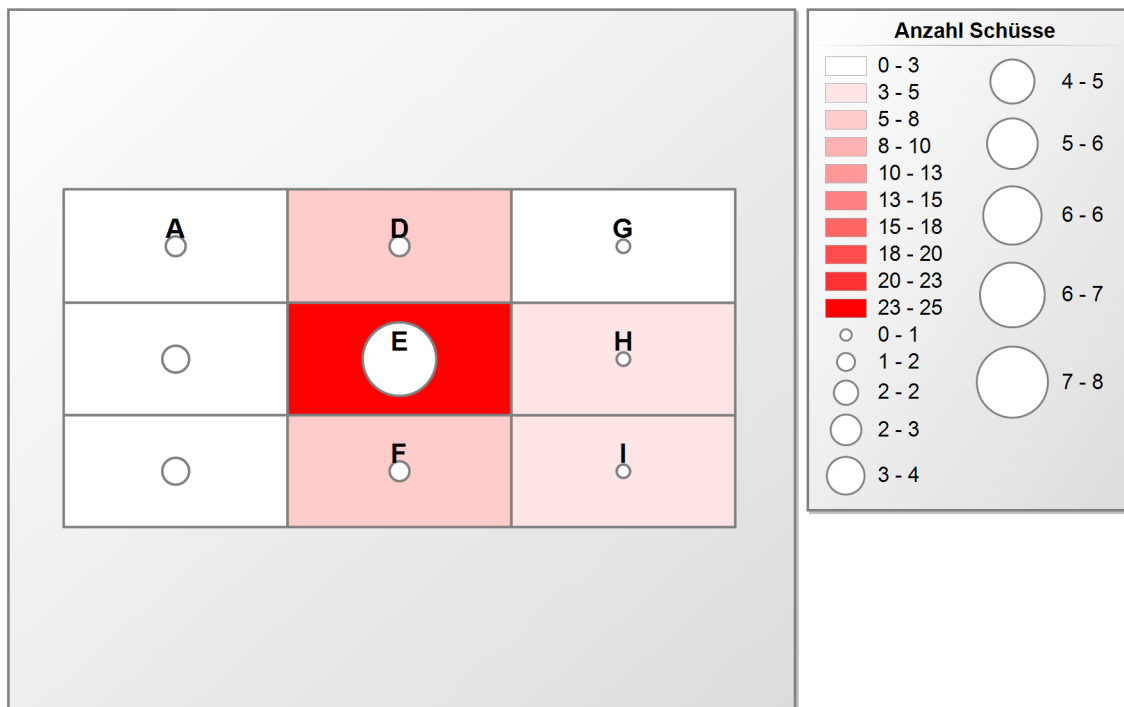 A D G
E H
F I
Anzahl Schüsse
0 - 3
3 - 5
5 - 8
8 - 10
10 - 13
13 - 15
15 - 18
18 - 20
20 - 23
23 - 25
0 - 1
1 - 2
2 - 2
2 - 3
3 - 4
4 - 5
5 - 6
6 - 6
6 - 7
7 - 8